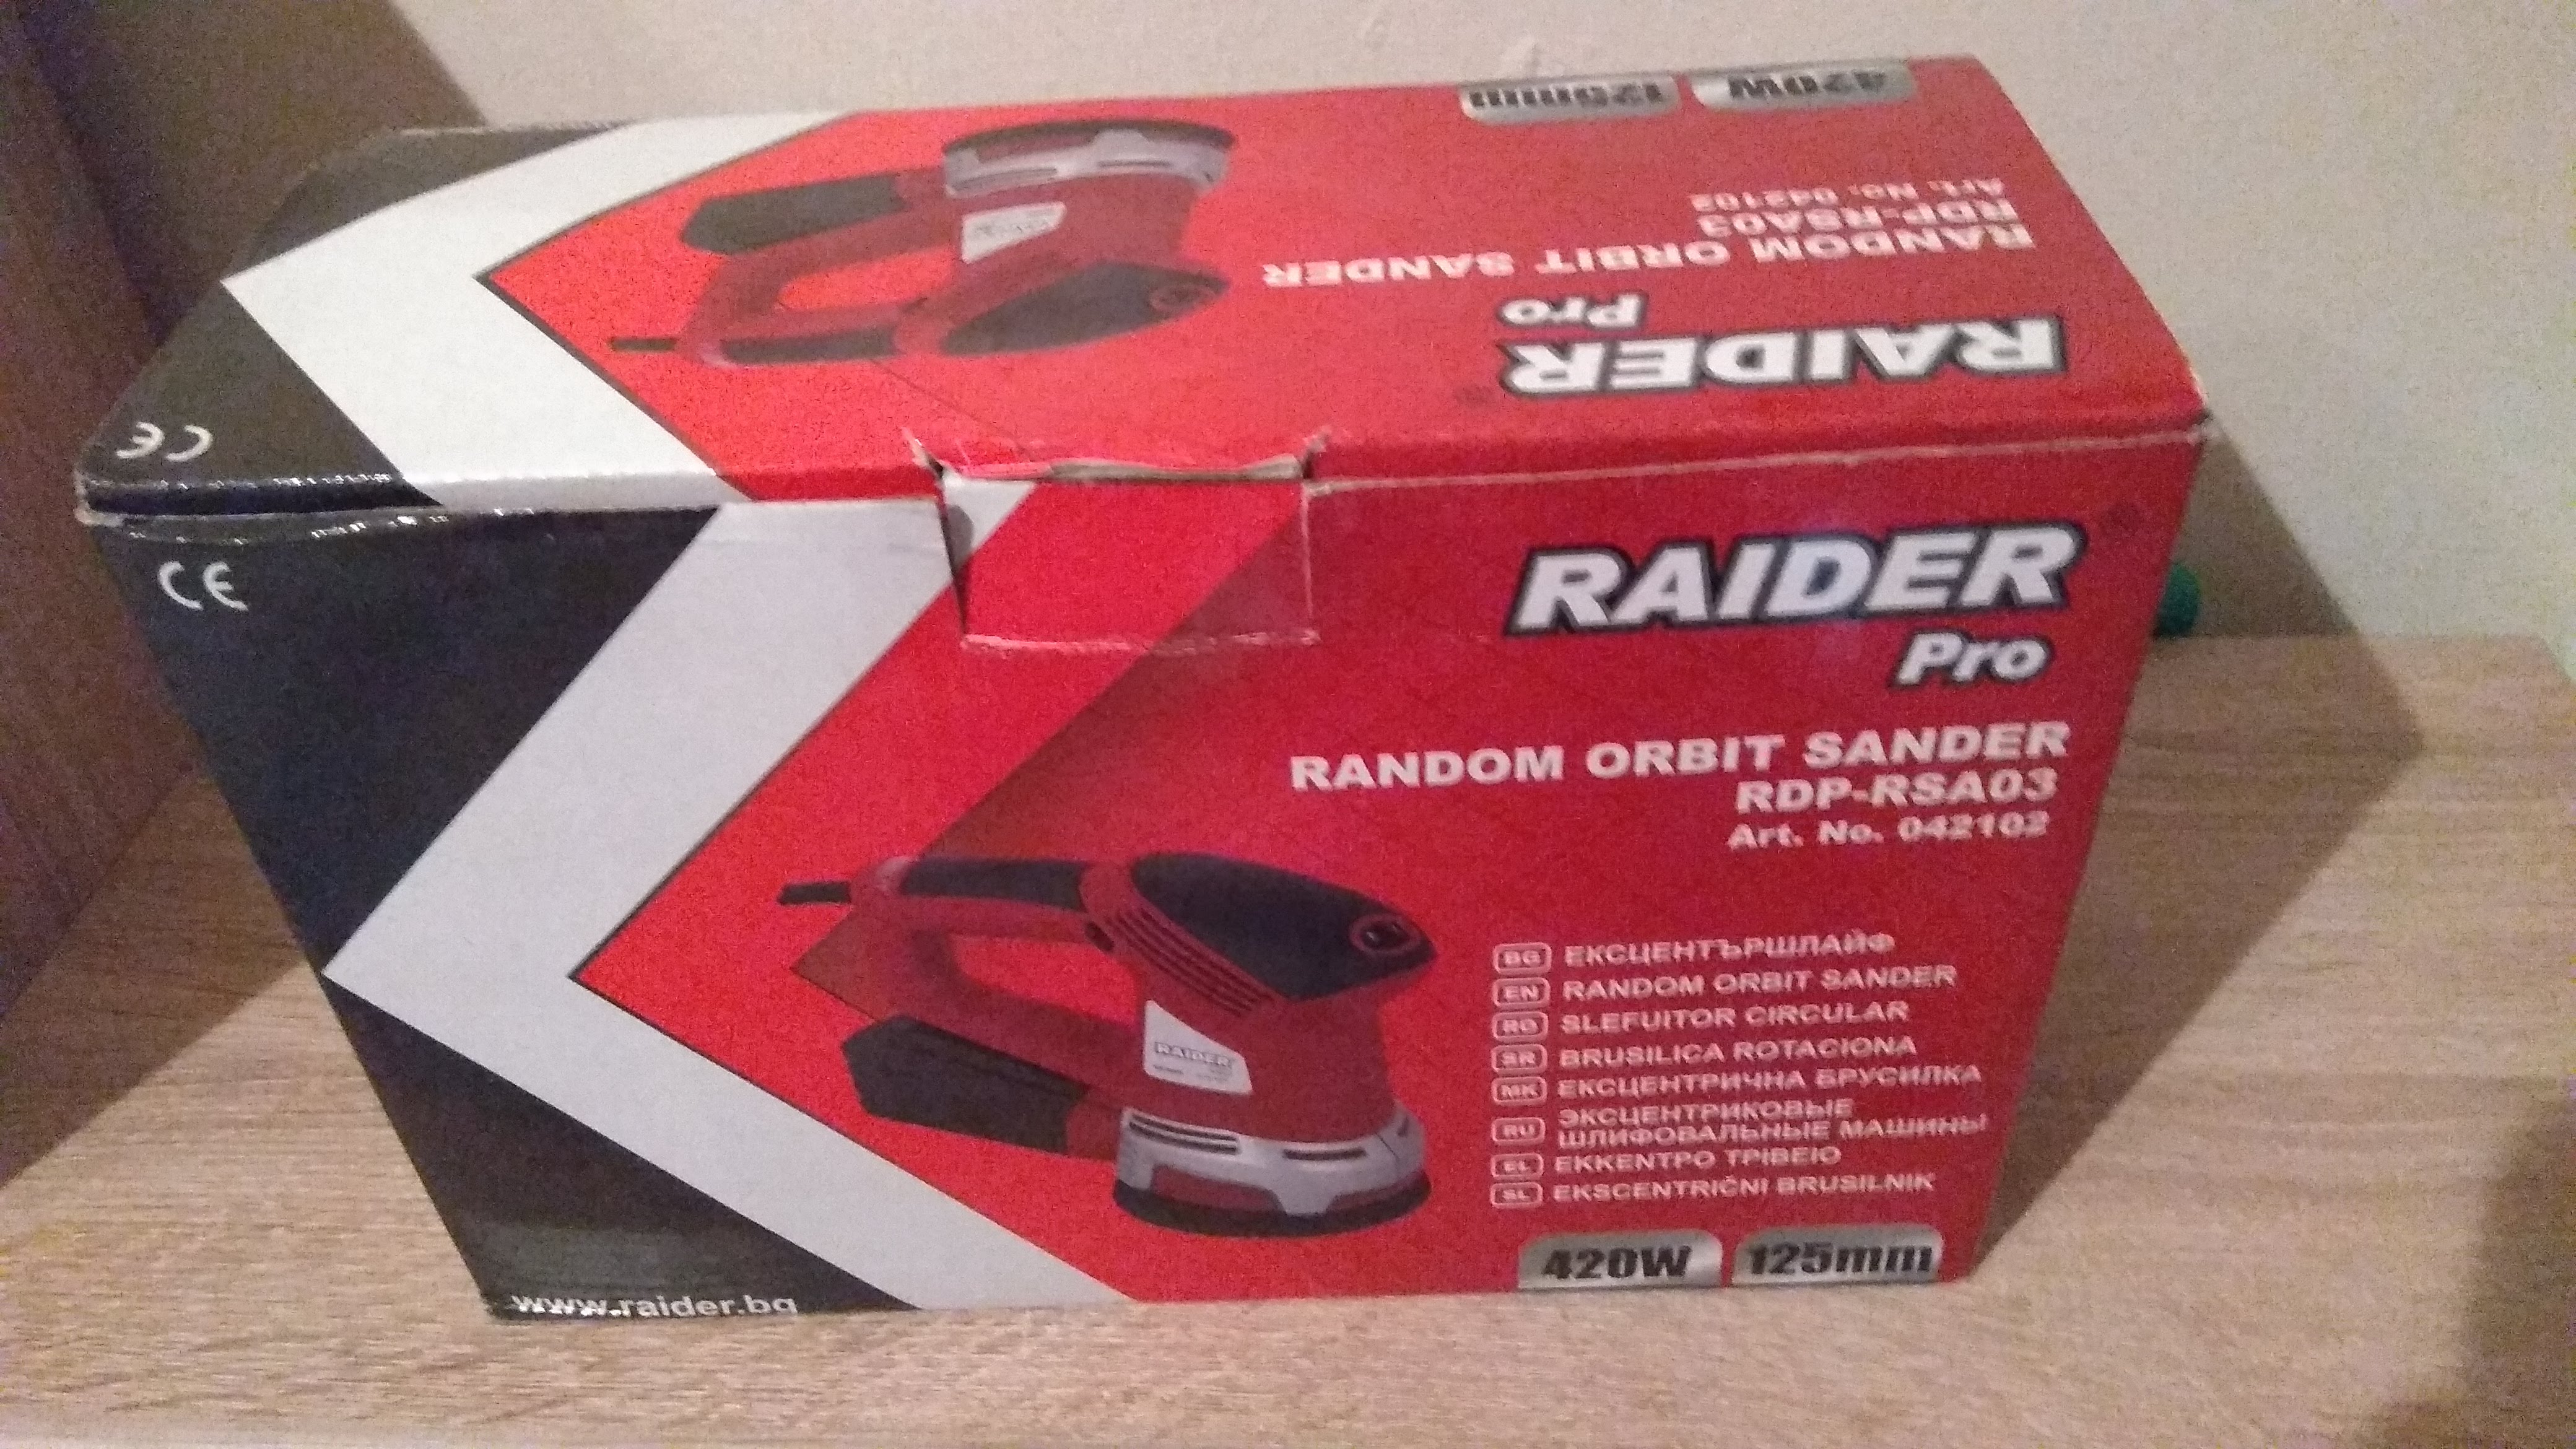 420W 125mm
RANDOM ORBIT SANDER
RDP-RSA03
Art. No. 042102
RAIDER®
Pro
CE
CE
RAIDER®
Pro
RANDOM ORBIT SANDER
RDP-RSA03
Art. No. 042102
RAIDER
BG ЕКСЦЕНТЪРШЛАЙФ
EN RANDOM ORBIT SANDER
RO SLEFUITOR CIRCULAR
SR BRUSILICA ROTACIONA
MK ЕКСЦЕНТРИЧНА БРУСИЛКА
RU ЭКСЦЕНТРИКОВЫЕ
ШЛИФОВАЛЬНЫЕ МАШИНЫ
EL ΕΚΚΕΝΤΡΟ ΤΡΙΒΕΙΟ
SL EKSCENTRIČNI BRUSILNIK
420W 125mm
www.raider.bg